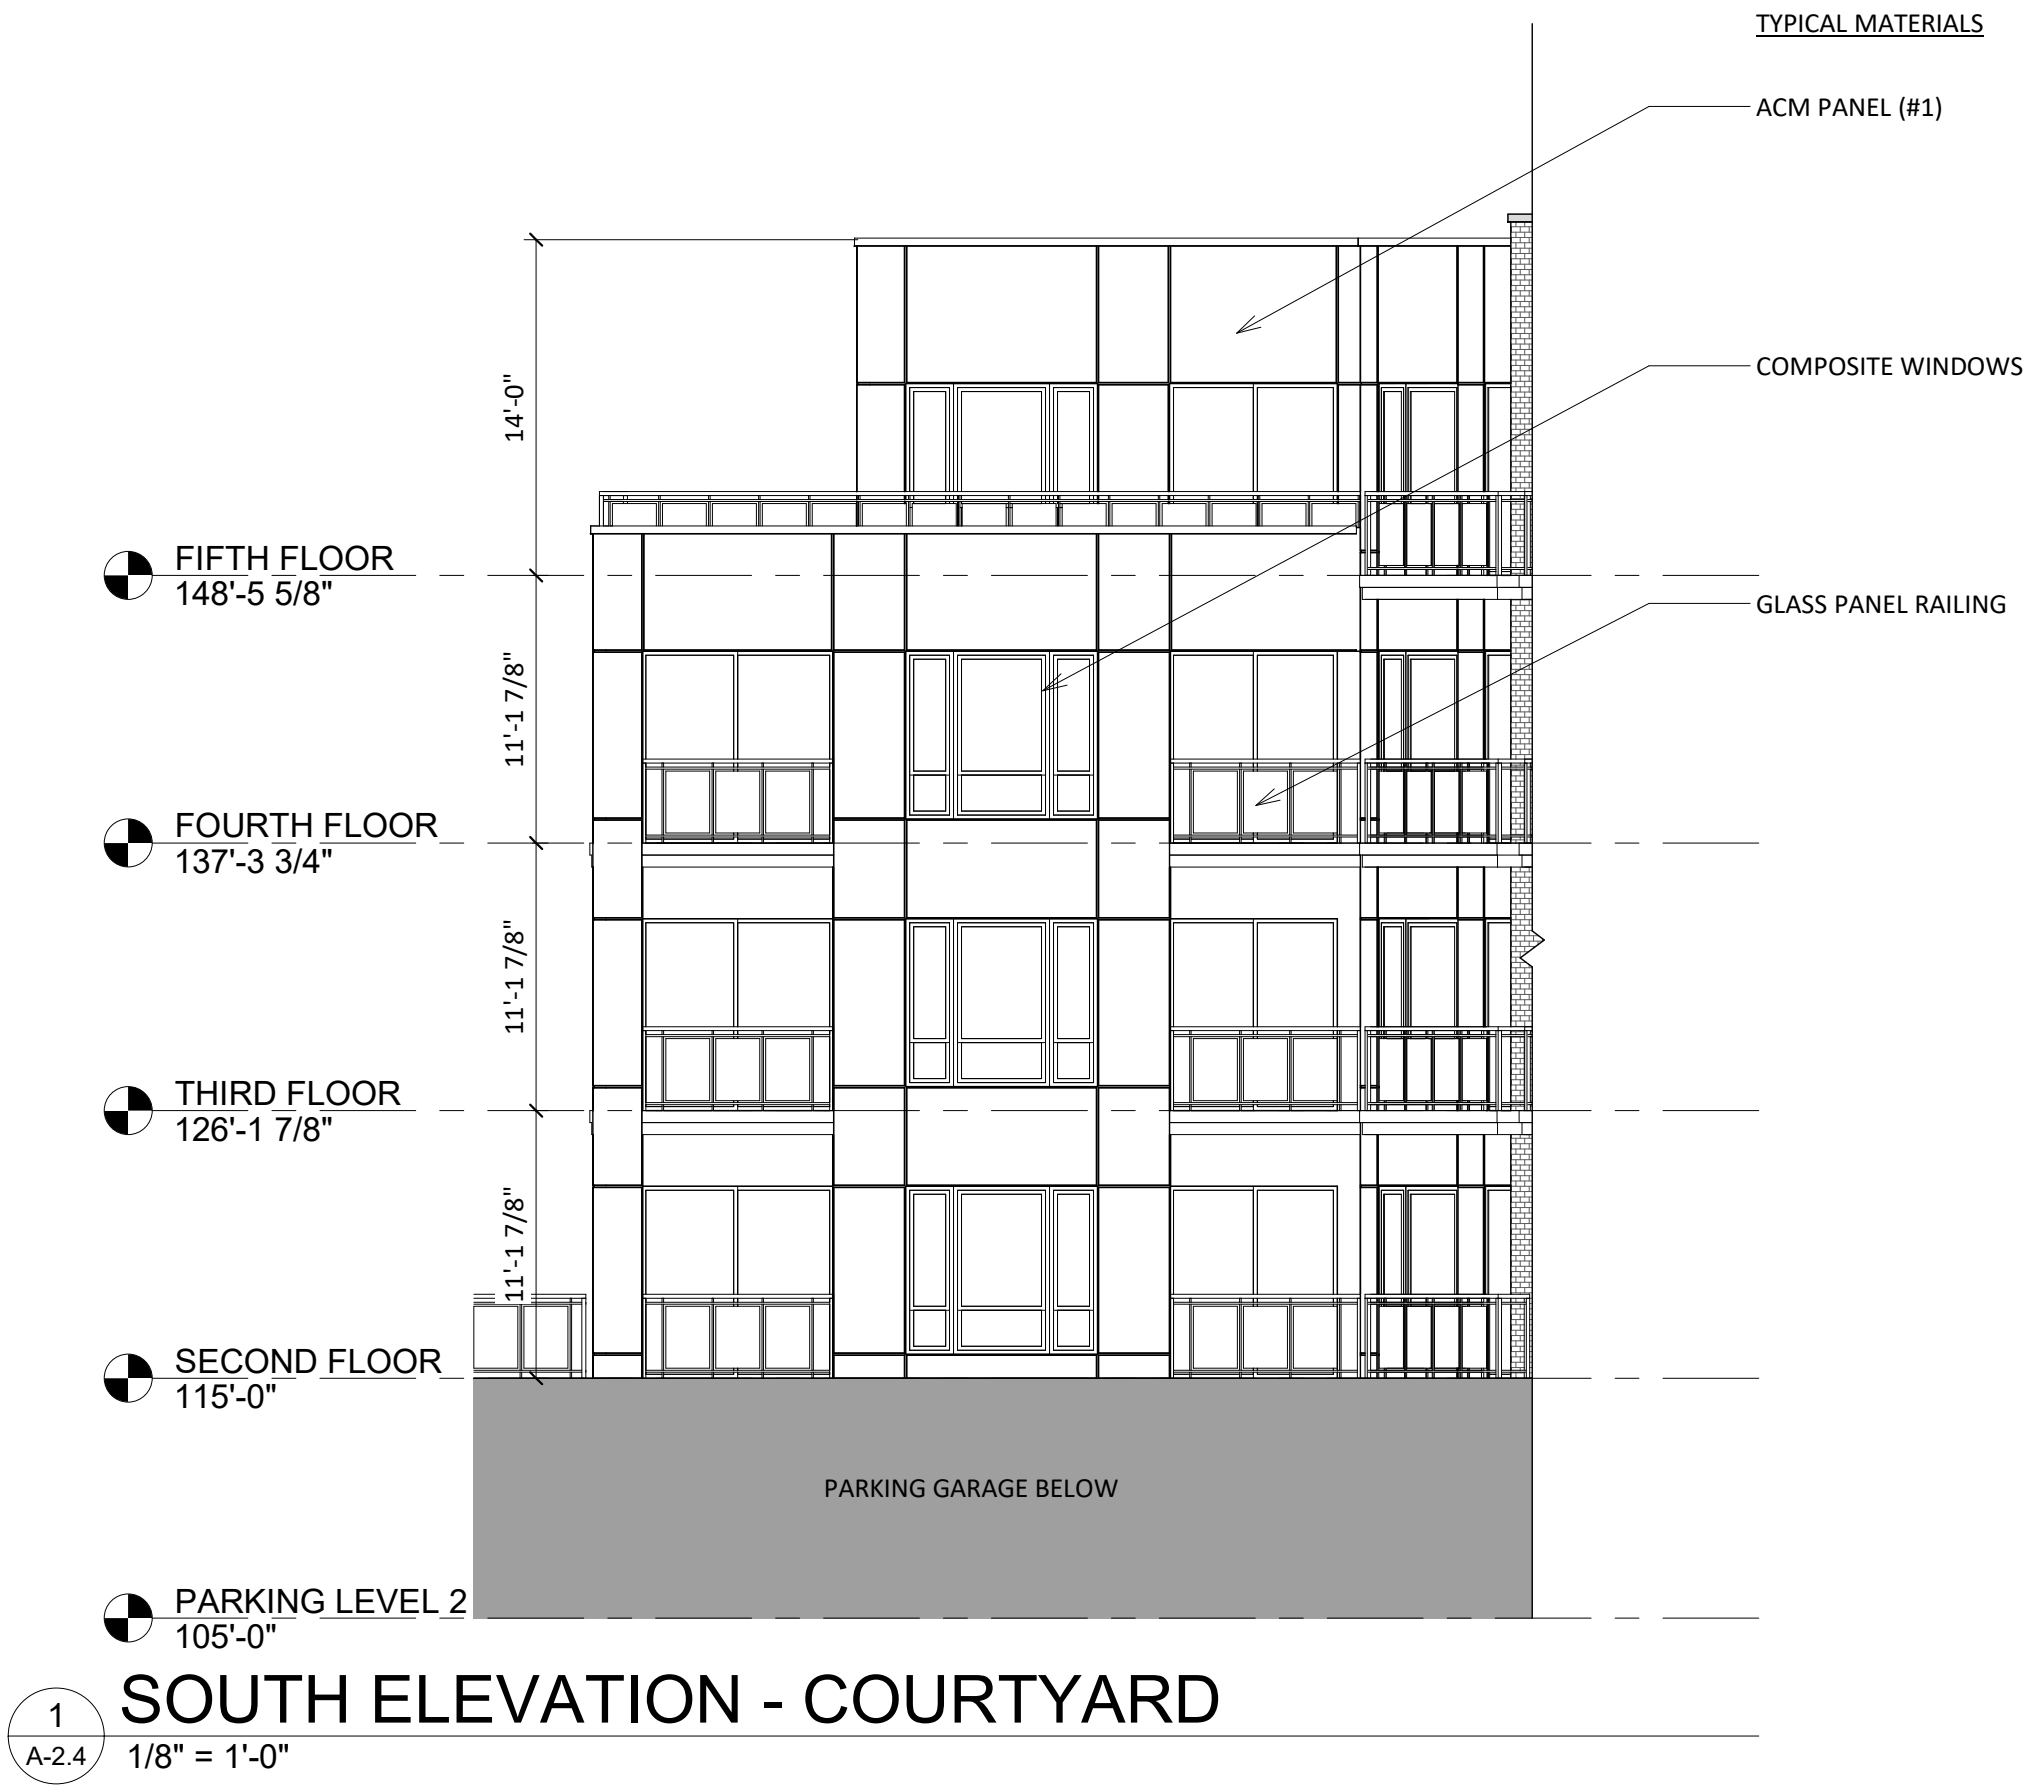 TYPICAL MATERIALS
ACM PANEL (#1)
COMPOSITE WINDOWS
GLASS PANEL RAILING
14'-0"
11'-1 7/8"
11'-1 7/8"
11'-1 7/8"
FIFTH FLOOR
148'-5 5/8"
FOURTH FLOOR
137'-3 3/4"
THIRD FLOOR
126'-1 7/8"
SECOND FLOOR
115'-0"
PARKING GARAGE BELOW
PARKING LEVEL 2
105'-0"
1
A-2.4
SOUTH ELEVATION - COURTYARD
1/8" = 1'-0"